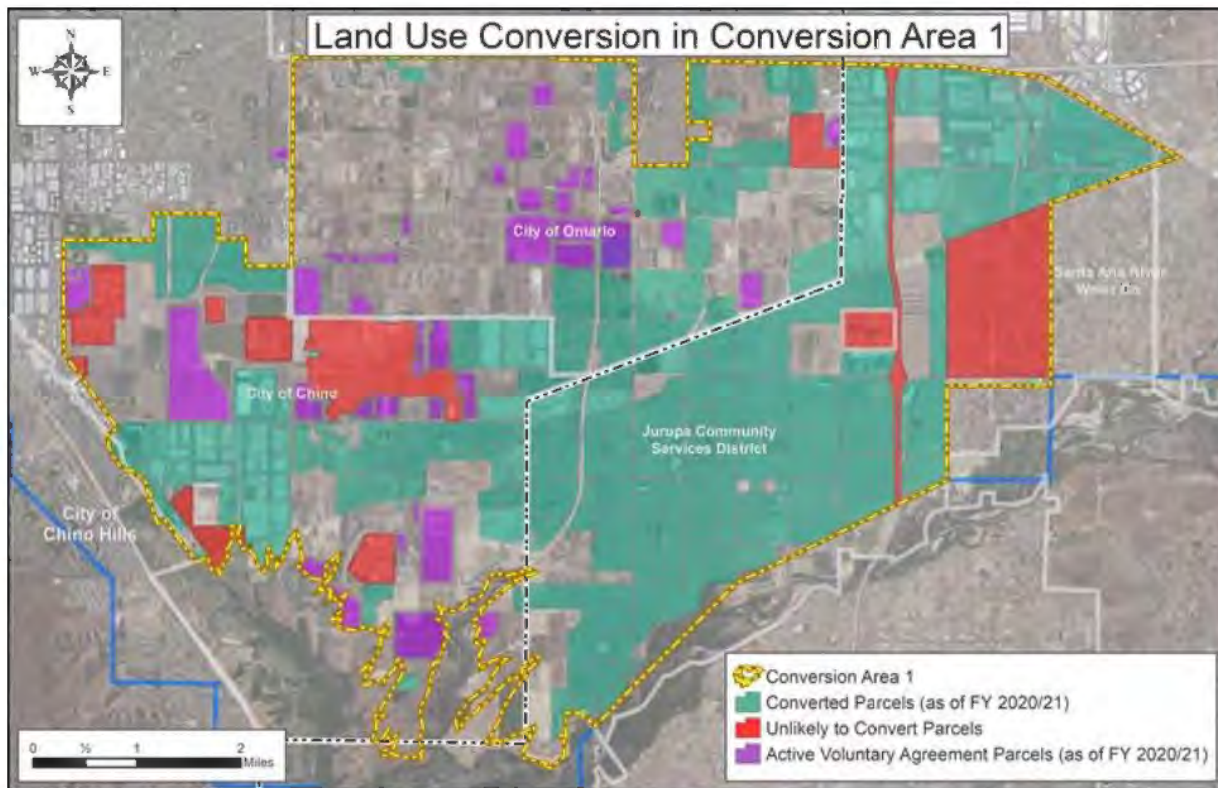 Land Use Conversion in Conversion Area 1
N
W
E
S
City of Ontario
Santa Ana River
Water
City of Chino
Jurupa Community
Services District
City of
Chino Hills
Conversion Area 1
Converted Parcels (as of FY 2020/21)
Unlikely to Convert Parcels
Active Voluntary Agreement Parcels (as of FY 2020/21)
0 ½ 1 2
Miles